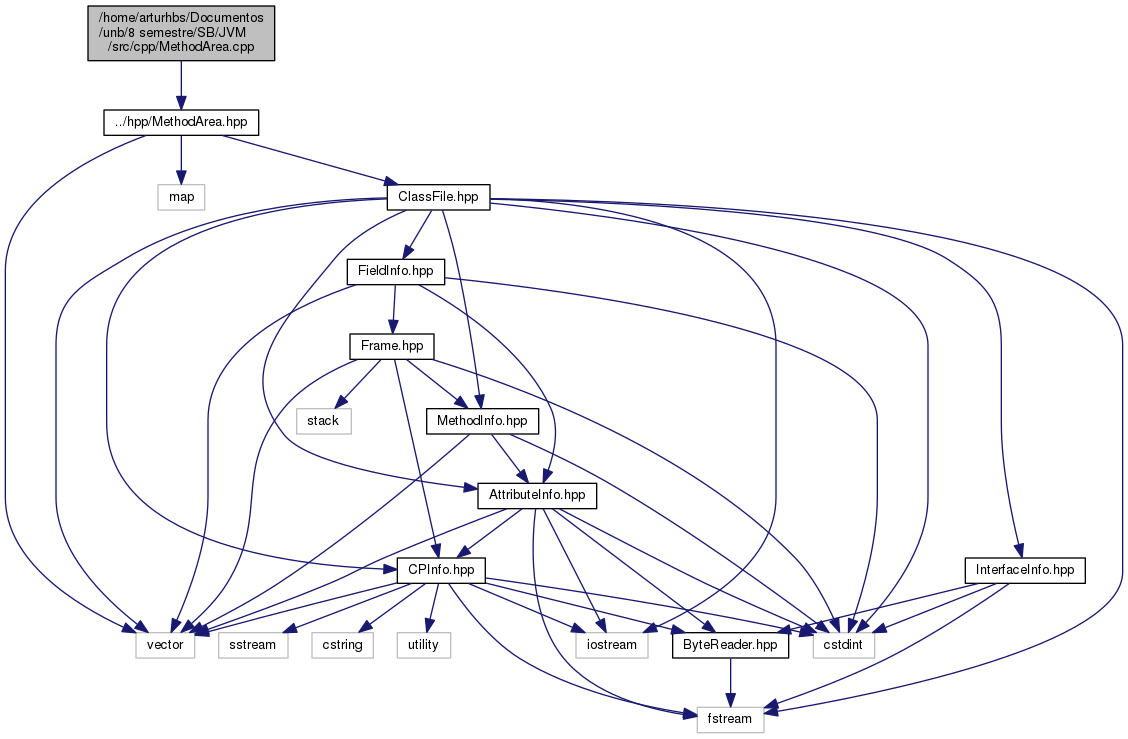 /home/arturhbs/Documentos
/unb/8 semestre/SB/JVM
/src/cpp/MethodArea.cpp
../hpp/MethodArea.hpp
map
ClassFile.hpp
FieldInfo.hpp
Frame.hpp
stack
MethodInfo.hpp
AttributeInfo.hpp
CPInfo.hpp
InterfaceInfo.hpp
vector
sstream
cstring
utility
iostream
ByteReader.hpp
cstdint
fstream